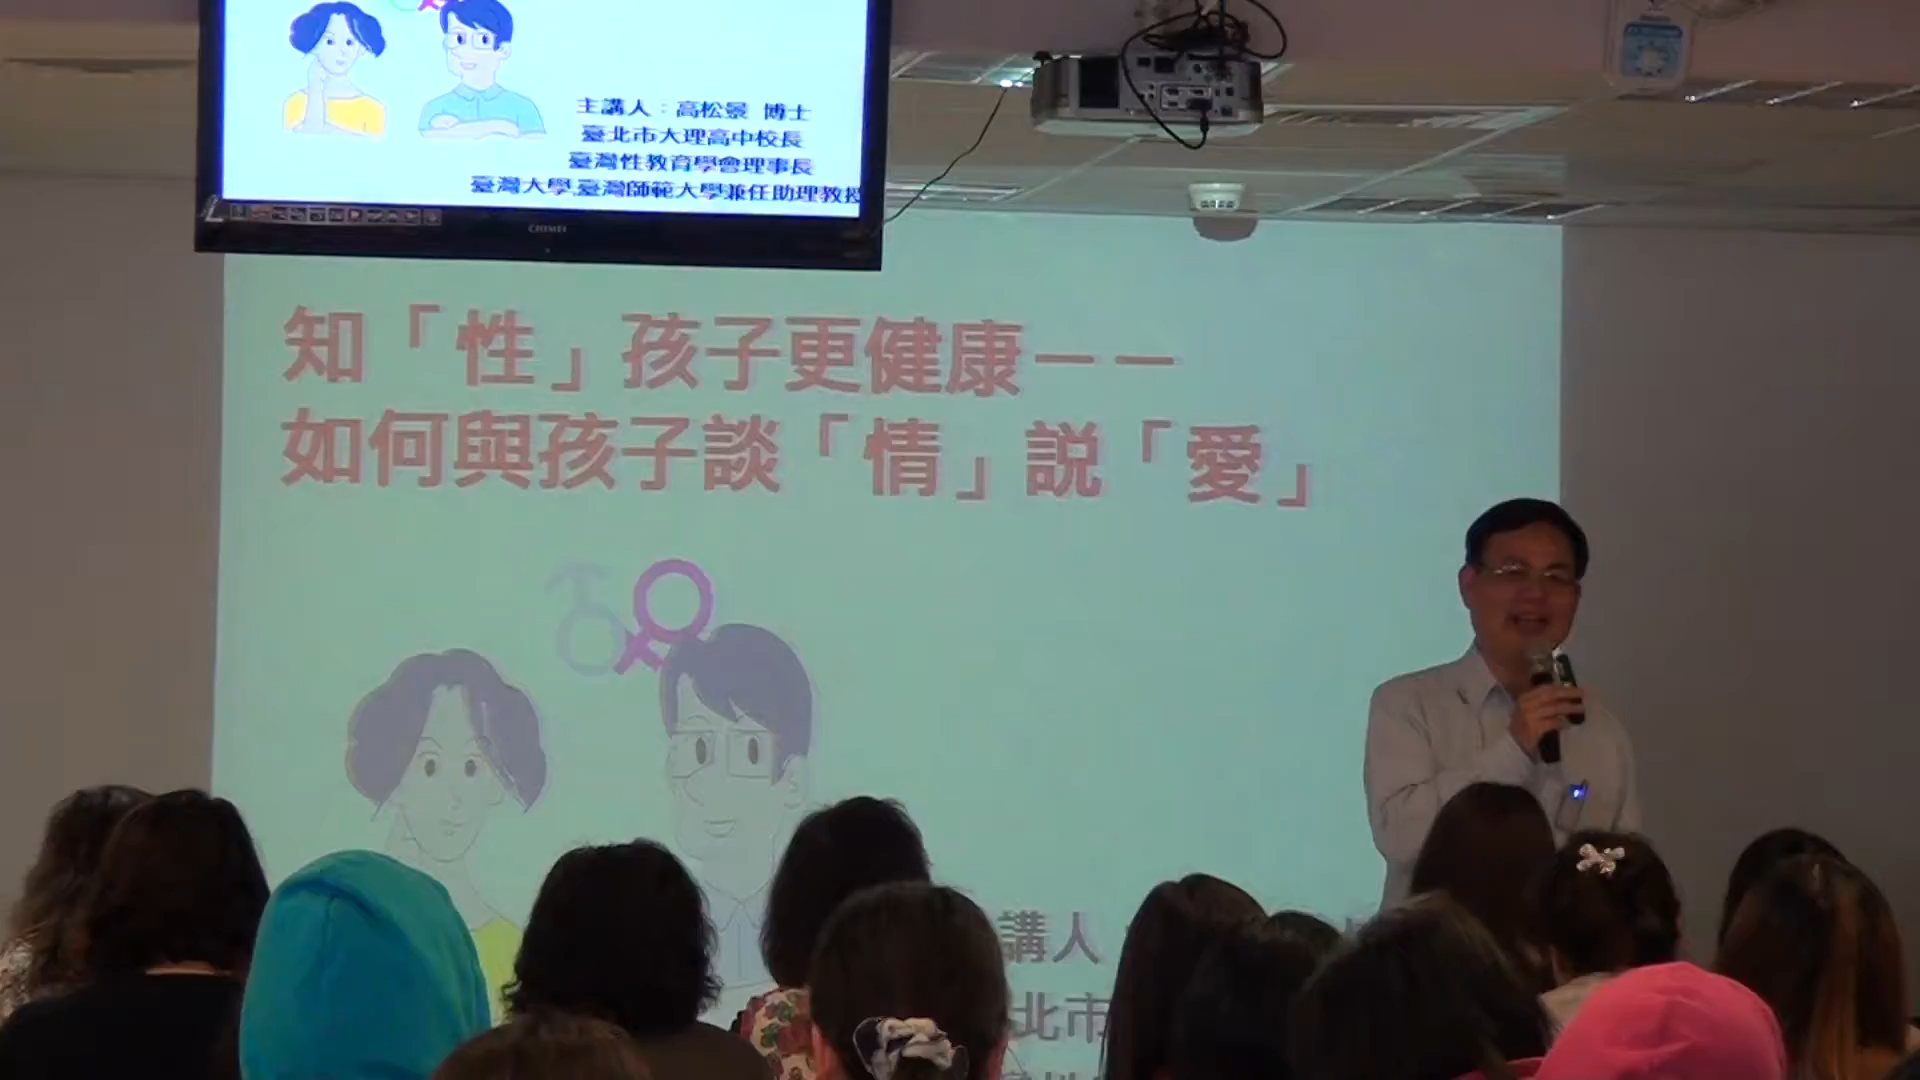 主講人：高松景 博士
臺北市大理高中校長
臺灣性教育學會理事長
臺灣大學.臺灣師範大學兼任助理教授
CHIMEI
知「性」孩子更健康－－
如何與孩子談「情」説「愛」
講人
北市